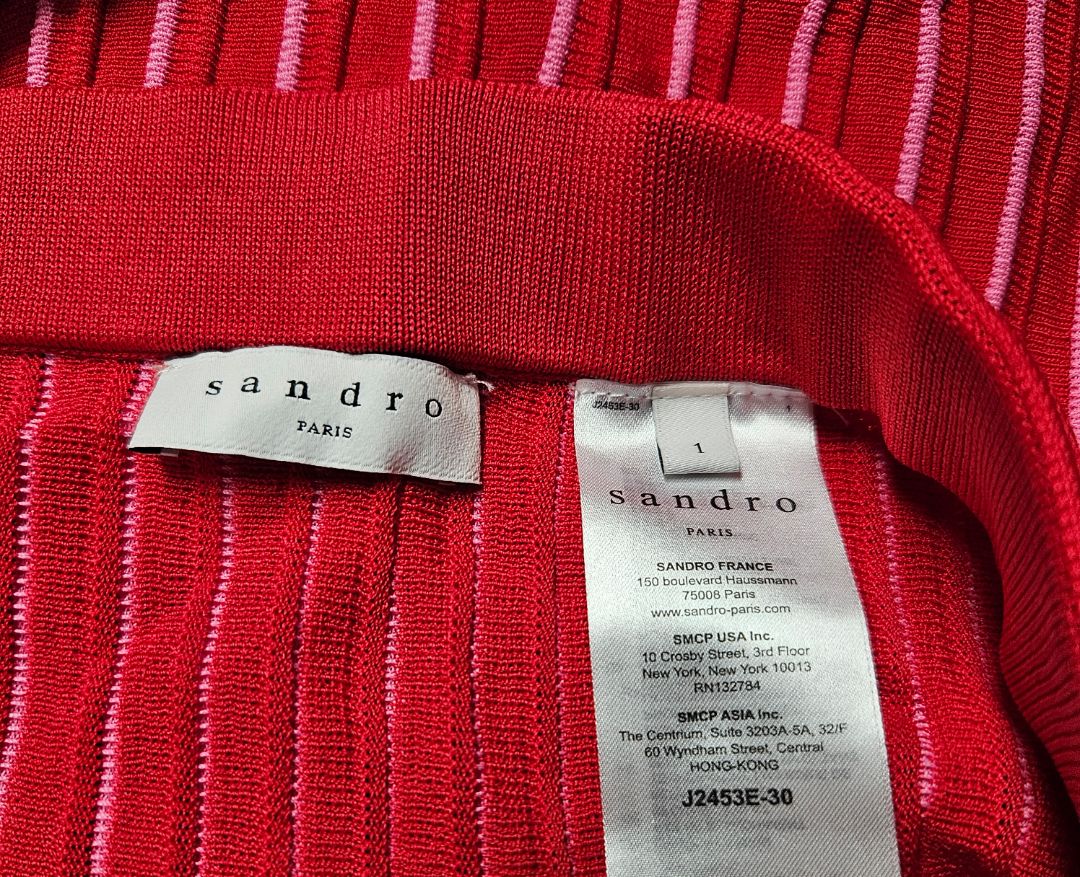 sandro
PARIS
J2453E-30
1
1
sandro
PARIS
SANDRO FRANCE
150 boulevard Haussmann
75008 Paris
www.sandro-paris.com
SMCP USA Inc.
10 Crosby Street, 3rd Floor
New York, New York 10013
RN132784
SMCP ASIA Inc.
The Centrium, Suite 3203A-5A, 32/F
60 Wyndham Street, Central
HONG-KONG
J2453E-30